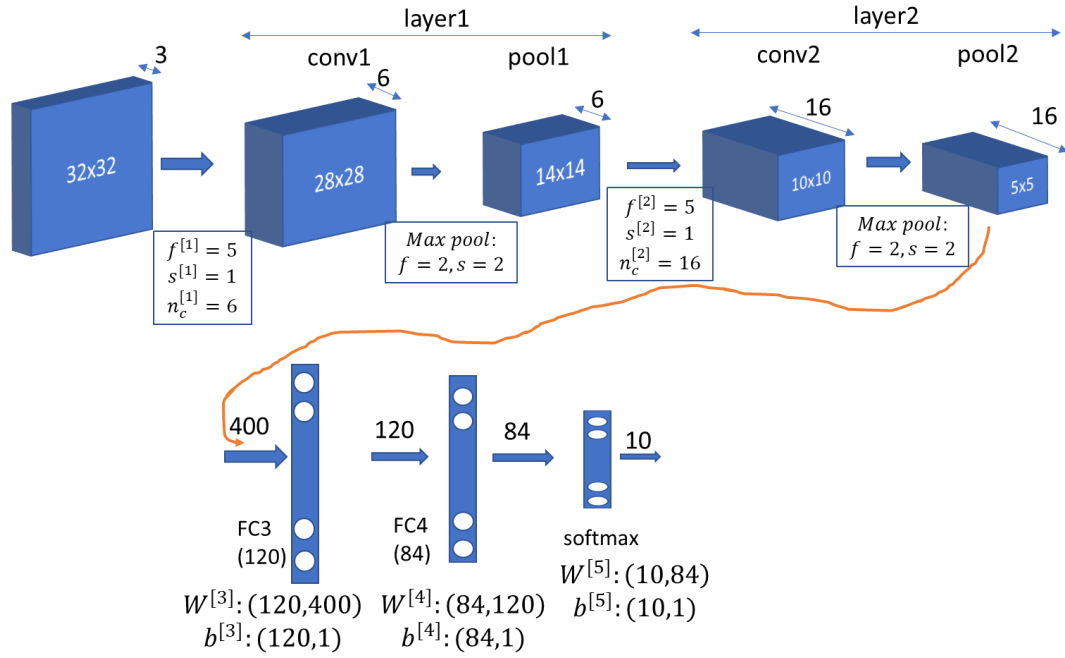 layer1
layer2
3
conv1
pool1
conv2
pool2
6
6
16
16
32x32
28x28
14x14
10x10
5x5
f^{[1]} = 5
s^{[1]} = 1
n_c^{[1]} = 6
Max pool:
f = 2, s = 2
f^{[2]} = 5
s^{[2]} = 1
n_c^{[2]} = 16
Max pool:
f = 2, s = 2
400
120
84
10
FC3
(120)
FC4
(84)
softmax
W^{[3]}: (120,400)
b^{[3]}: (120,1)
W^{[4]}: (84,120)
b^{[4]}: (84,1)
W^{[5]}: (10,84)
b^{[5]}: (10,1)